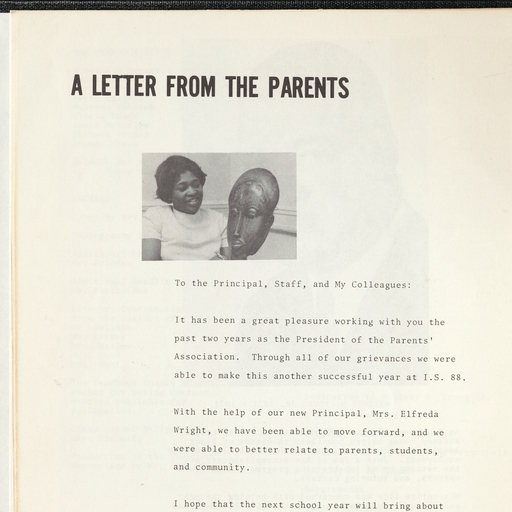 A LETTER FROM THE PARENTS
To the Principal, Staff, and My Colleagues:
It has been a great pleasure working with you the
past two years as the President of the Parents'
Association. Through all of our grievances we were
able to make this another successful year at I.S. 88.
With the help of our new Principal, Mrs. Elfreda
Wright, we have been able to move forward, and we
were able to better relate to parents, students,
and community.
I hope that the next school year will bring about